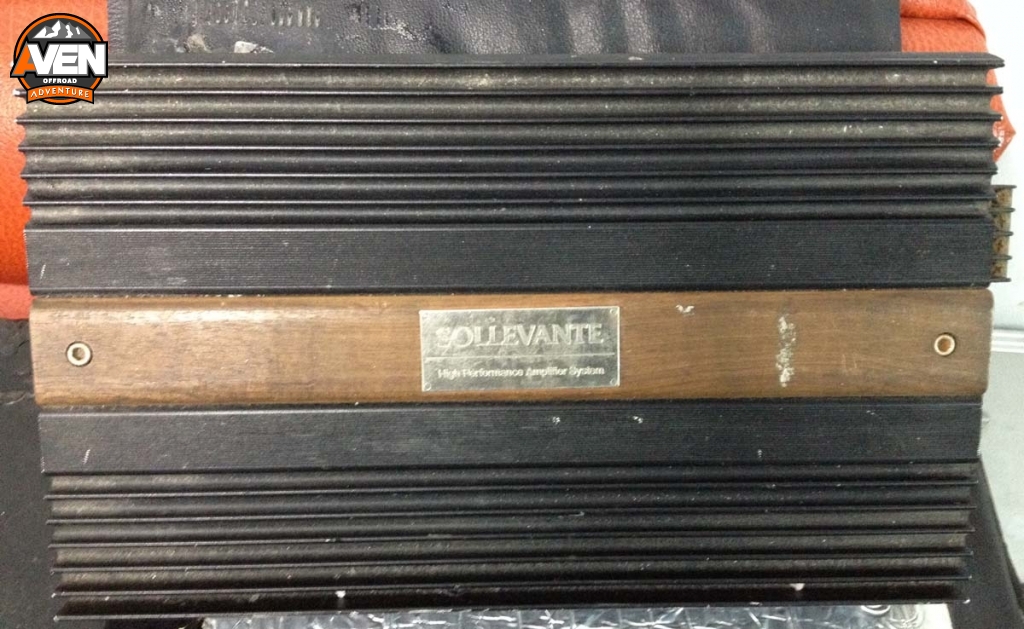 AVEN
OFFROAD
ADVENTURE
SOLLEVANTE
High Performance Amplifier System